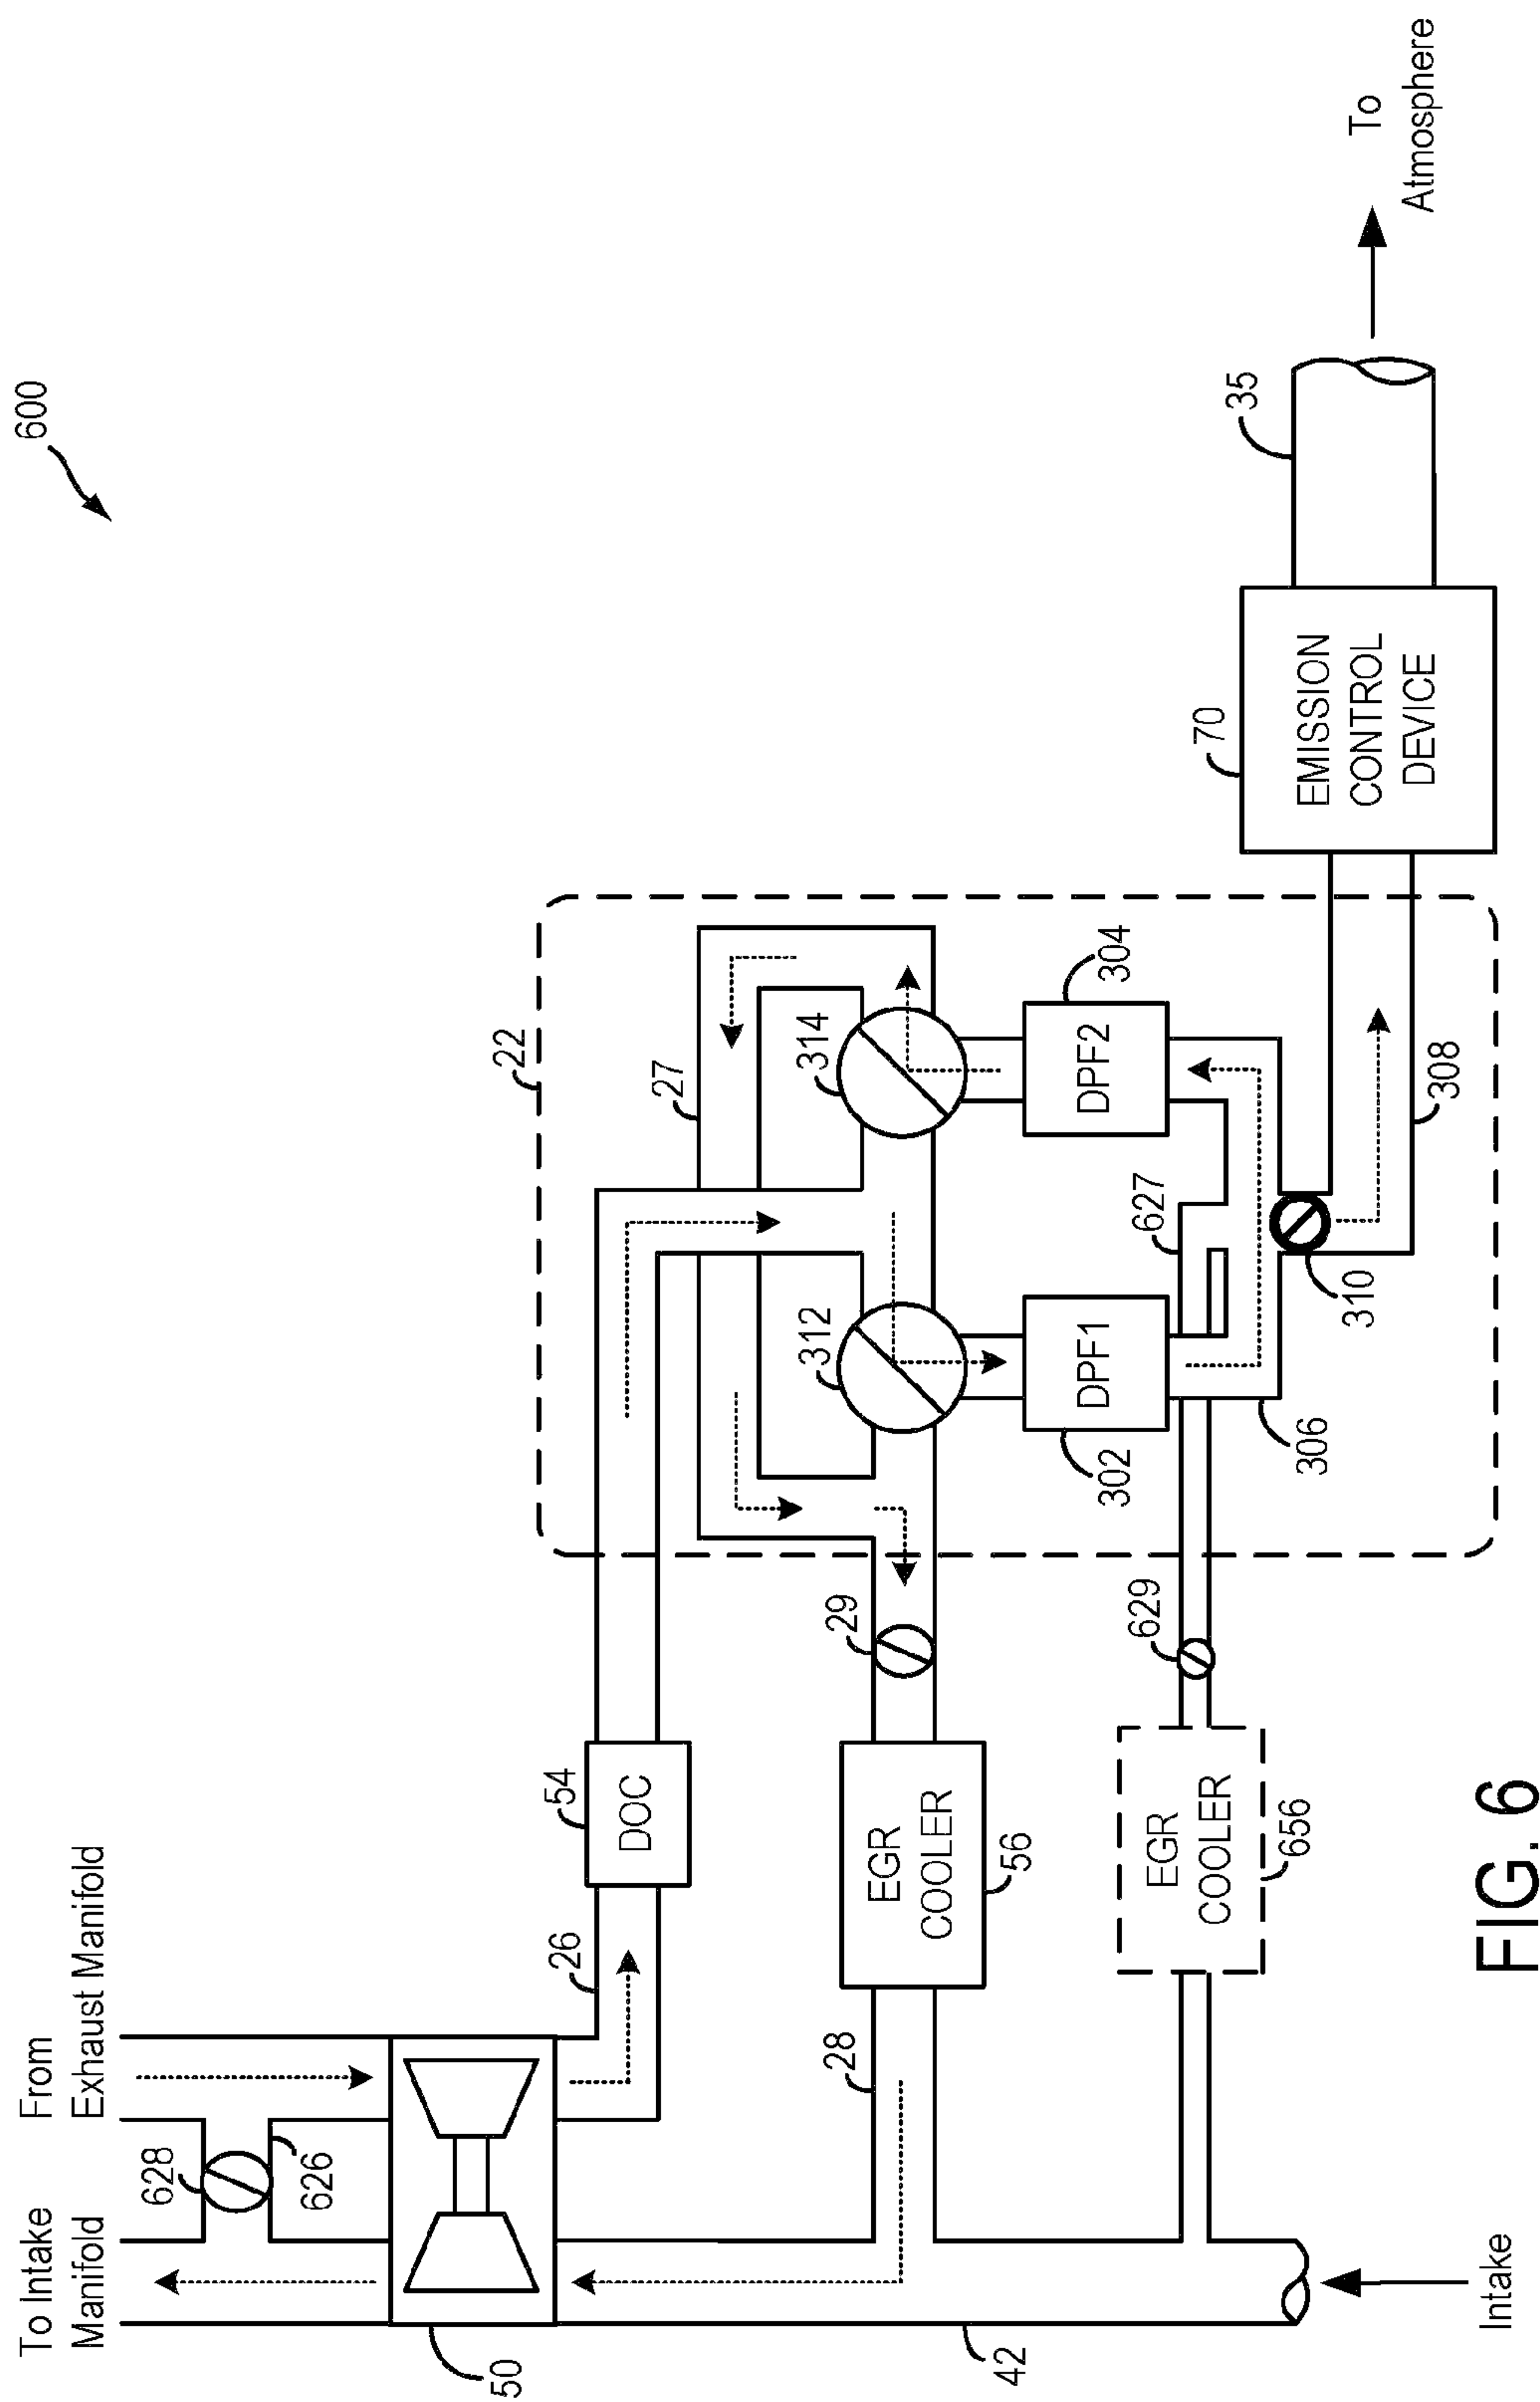 600
To Intake
Manifold
From
Exhaust Manifold
628
626
50
26
54
DOC
22
27
314
312
28
29
EGR
COOLER
56
304
DPF2
DPF1
302
627
629
EGR
COOLER
656
306
310
308
70
EMISSION
CONTROL
DEVICE
35
To
Atmosphere
42
Intake
FIG. 6